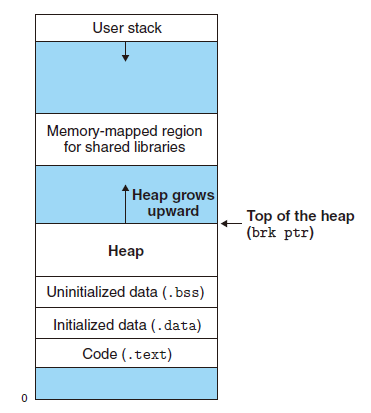 User stack
Memory-mapped region
for shared libraries
Heap grows
upward
Top of the heap
(brk ptr)
Heap
Uninitialized data (.bss)
Initialized data (.data)
Code (.text)
0